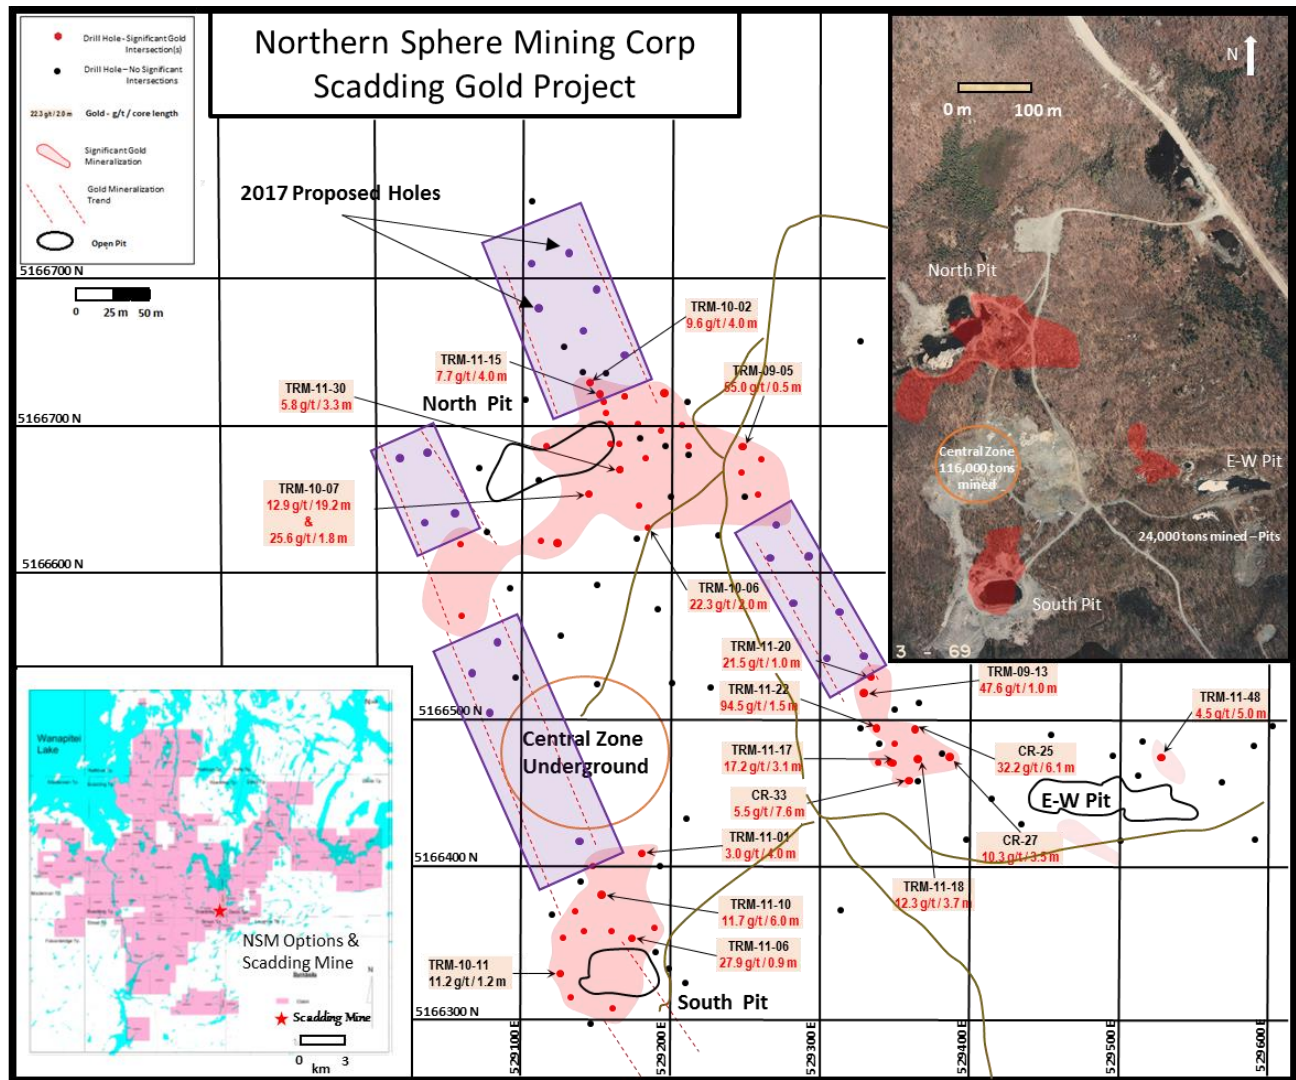 Northern Sphere Mining Corp
Scadding Gold Project
Drill Hole - Significant Gold
Intersection(s)
Drill Hole – No Significant
Intersections
22.3 g/t / 2.0 m
Gold - g/t / core length
Significant Gold
Mineralization
Gold Mineralization
Trend
Open Pit
5166700 N
0 25 m 50 m
2017 Proposed Holes
TRM-10-02
9.6 g/t / 4.0 m
TRM-11-15
7.7 g/t / 4.0 m
TRM-09-05
55.0 g/t / 0.5 m
TRM-11-30
5.8 g/t / 3.3 m
North Pit
5166700 N
TRM-10-07
12.9 g/t / 19.2 m
&
25.6 g/t / 1.8 m
5166600 N
TRM-10-06
22.3 g/t / 2.0 m
TRM-11-20
21.5 g/t / 1.0 m
TRM-09-13
47.6 g/t / 1.0 m
TRM-11-22
94.5 g/t / 1.5 m
TRM-11-48
4.5 g/t / 5.0 m
5166500 N
Central Zone
Underground
TRM-11-17
17.2 g/t / 3.1 m
CR-25
32.2 g/t / 6.1 m
CR-33
5.5 g/t / 7.6 m
E-W Pit
TRM-11-01
3.0 g/t / 4.0 m
CR-27
10.3 g/t / 3.5 m
5166400 N
TRM-11-18
12.3 g/t / 3.7 m
TRM-11-10
11.7 g/t / 6.0 m
TRM-11-06
27.9 g/t / 0.9 m
TRM-10-11
11.2 g/t / 1.2 m
South Pit
5166300 N
529100 E
529200 E
529300 E
529400 E
529500 E
529600 E
N
0 m 100 m
North Pit
Central Zone
116,000 tons
mined
E-W Pit
24,000 tons mined – Pits
South Pit
3 - 69
Wanapitei
Lake
N
NSM Options &
Scadding Mine
N
Scadding Mine
0 3
km